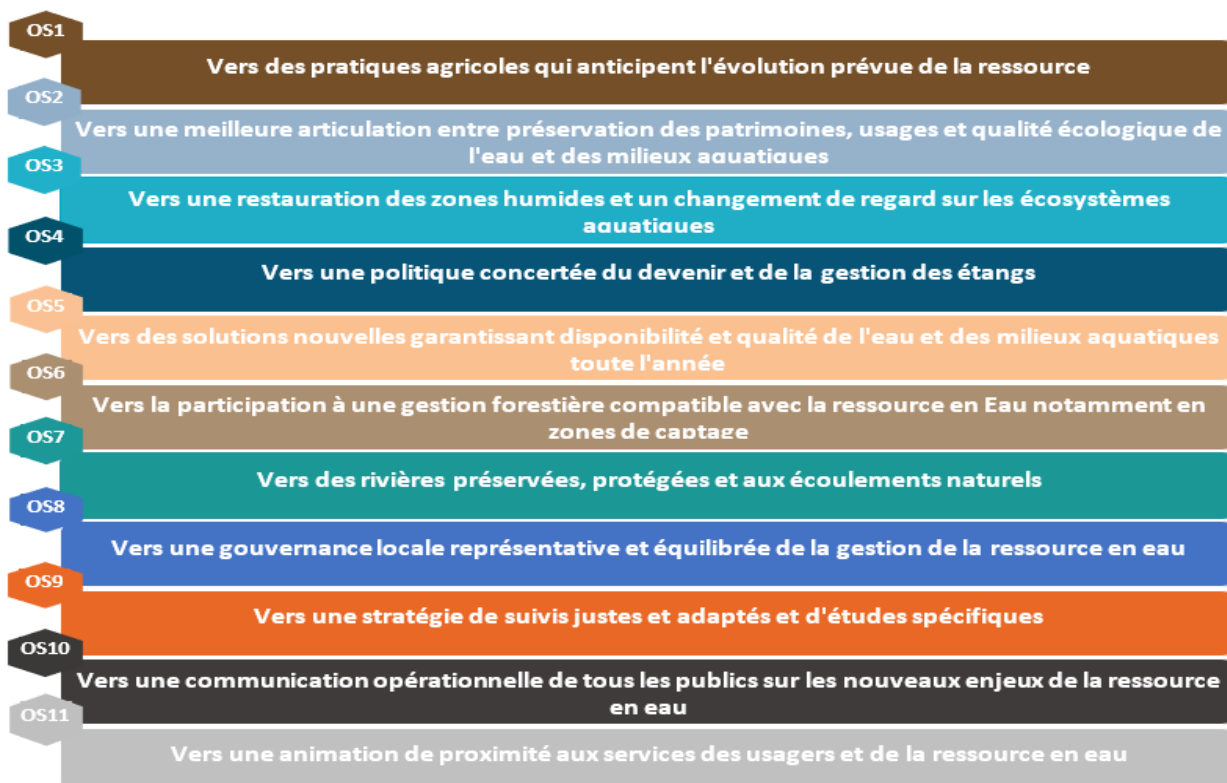 OS1
Vers des pratiques agricoles qui anticipent l'évolution prévue de la ressource
OS2
Vers une meilleure articulation entre préservation des patrimoines, usages et qualité écologique de
l'eau et des milieux aquatiques
OS3
Vers une restauration des zones humides et un changement de regard sur les écosystèmes
aquatiques
OS4
Vers une politique concertée du devenir et de la gestion des étangs
OS5
Vers des solutions nouvelles garantissant disponibilité et qualité de l'eau et des milieux aquatiques
toute l'année
OS6
Vers la participation à une gestion forestière compatible avec la ressource en Eau notamment en
zones de captage
OS7
Vers des rivières préservées, protégées et aux écoulements naturels
OS8
Vers une gouvernance locale représentative et équilibrée de la gestion de la ressource en eau
OS9
Vers une stratégie de suivis justes et adaptés et d'études spécifiques
OS10
Vers une communication opérationnelle de tous les publics sur les nouveaux enjeux de la ressource
en eau
OS11
Vers une animation de proximité aux services des usagers et de la ressource en eau